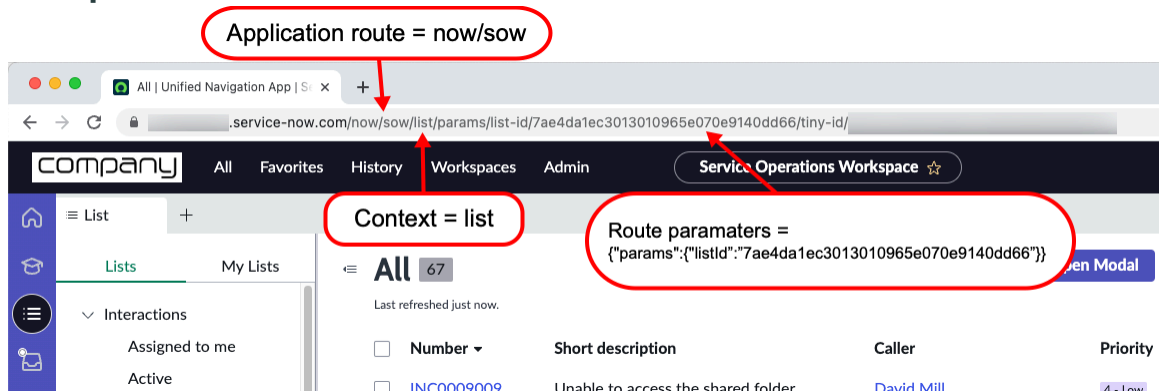 Application route = now/sow
All | Unified Navigation App | S
.service-now.com/now/sow/list/params/list-id/7ae4da1ec3013010965e070e9140dd66/tiny-id/
company All Favorites History Workspaces Admin Service Operations Workspace
List
Context = list
Route paramaters =
{"params":{"listId":"7ae4da1ec3013010965e070e9140dd66"}}
Lists My Lists
All 67
pen Modal
Last refreshed just now.
Interactions
Assigned to me
Number Short description Caller Priority
Active
INC0009009 Unable to access the shared folder David Mill 4 - Low